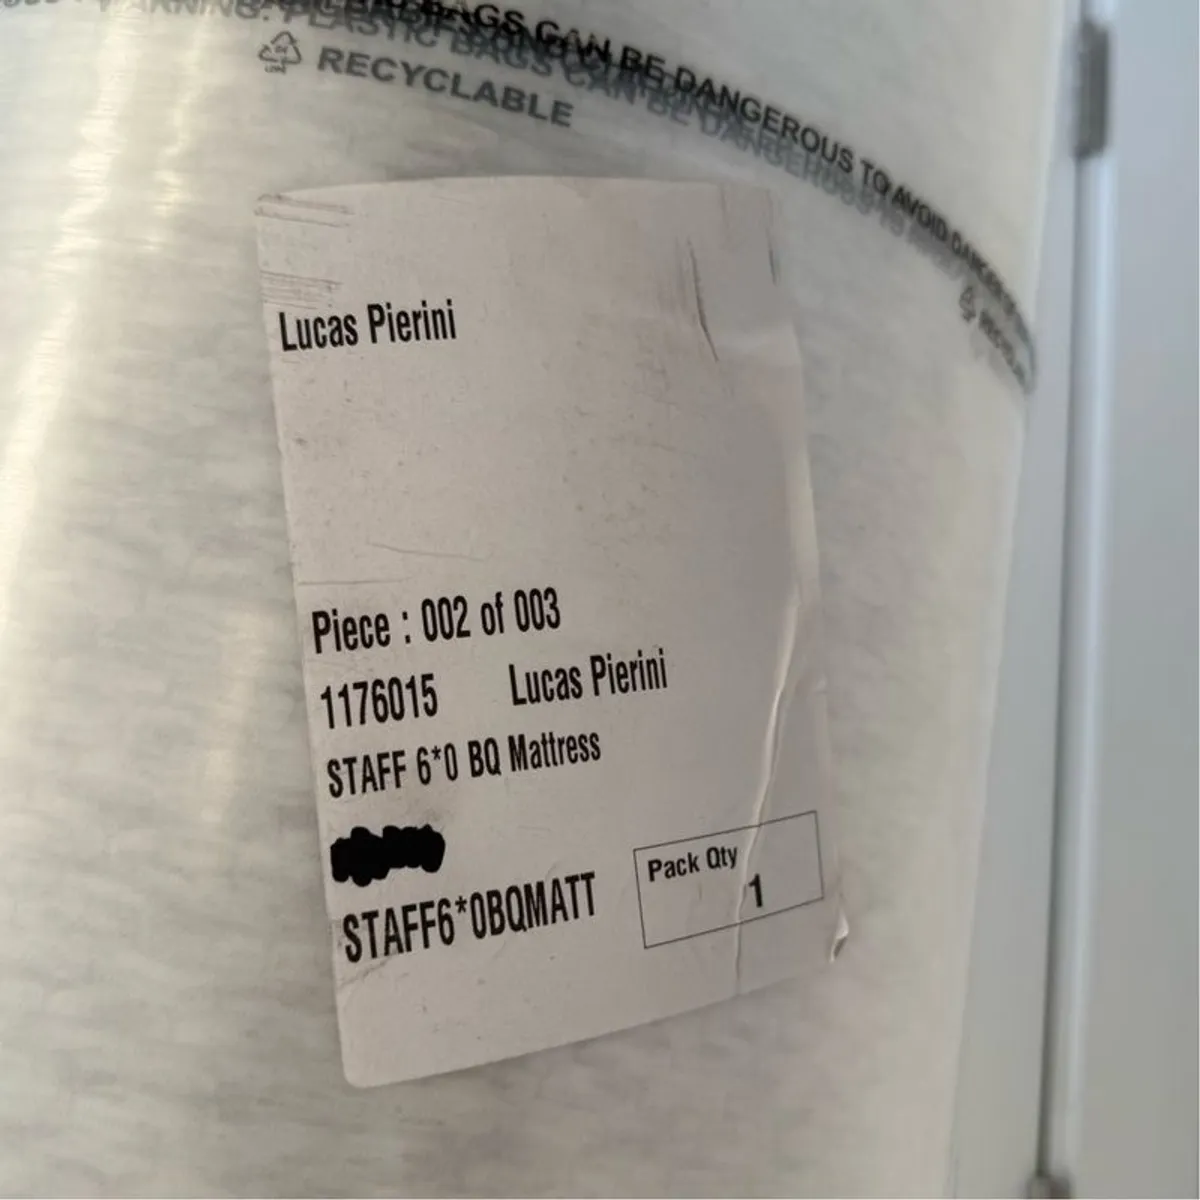 WARNING: PLASTIC BAGS CAN BE DANGEROUS TO AVOID DANGER
RECYCLABLE
Lucas Pierini
Piece : 002 of 003
1176015 Lucas Pierini
STAFF 6*0 BQ Mattress
STAFF6*0BQMATT
Pack Qty
1